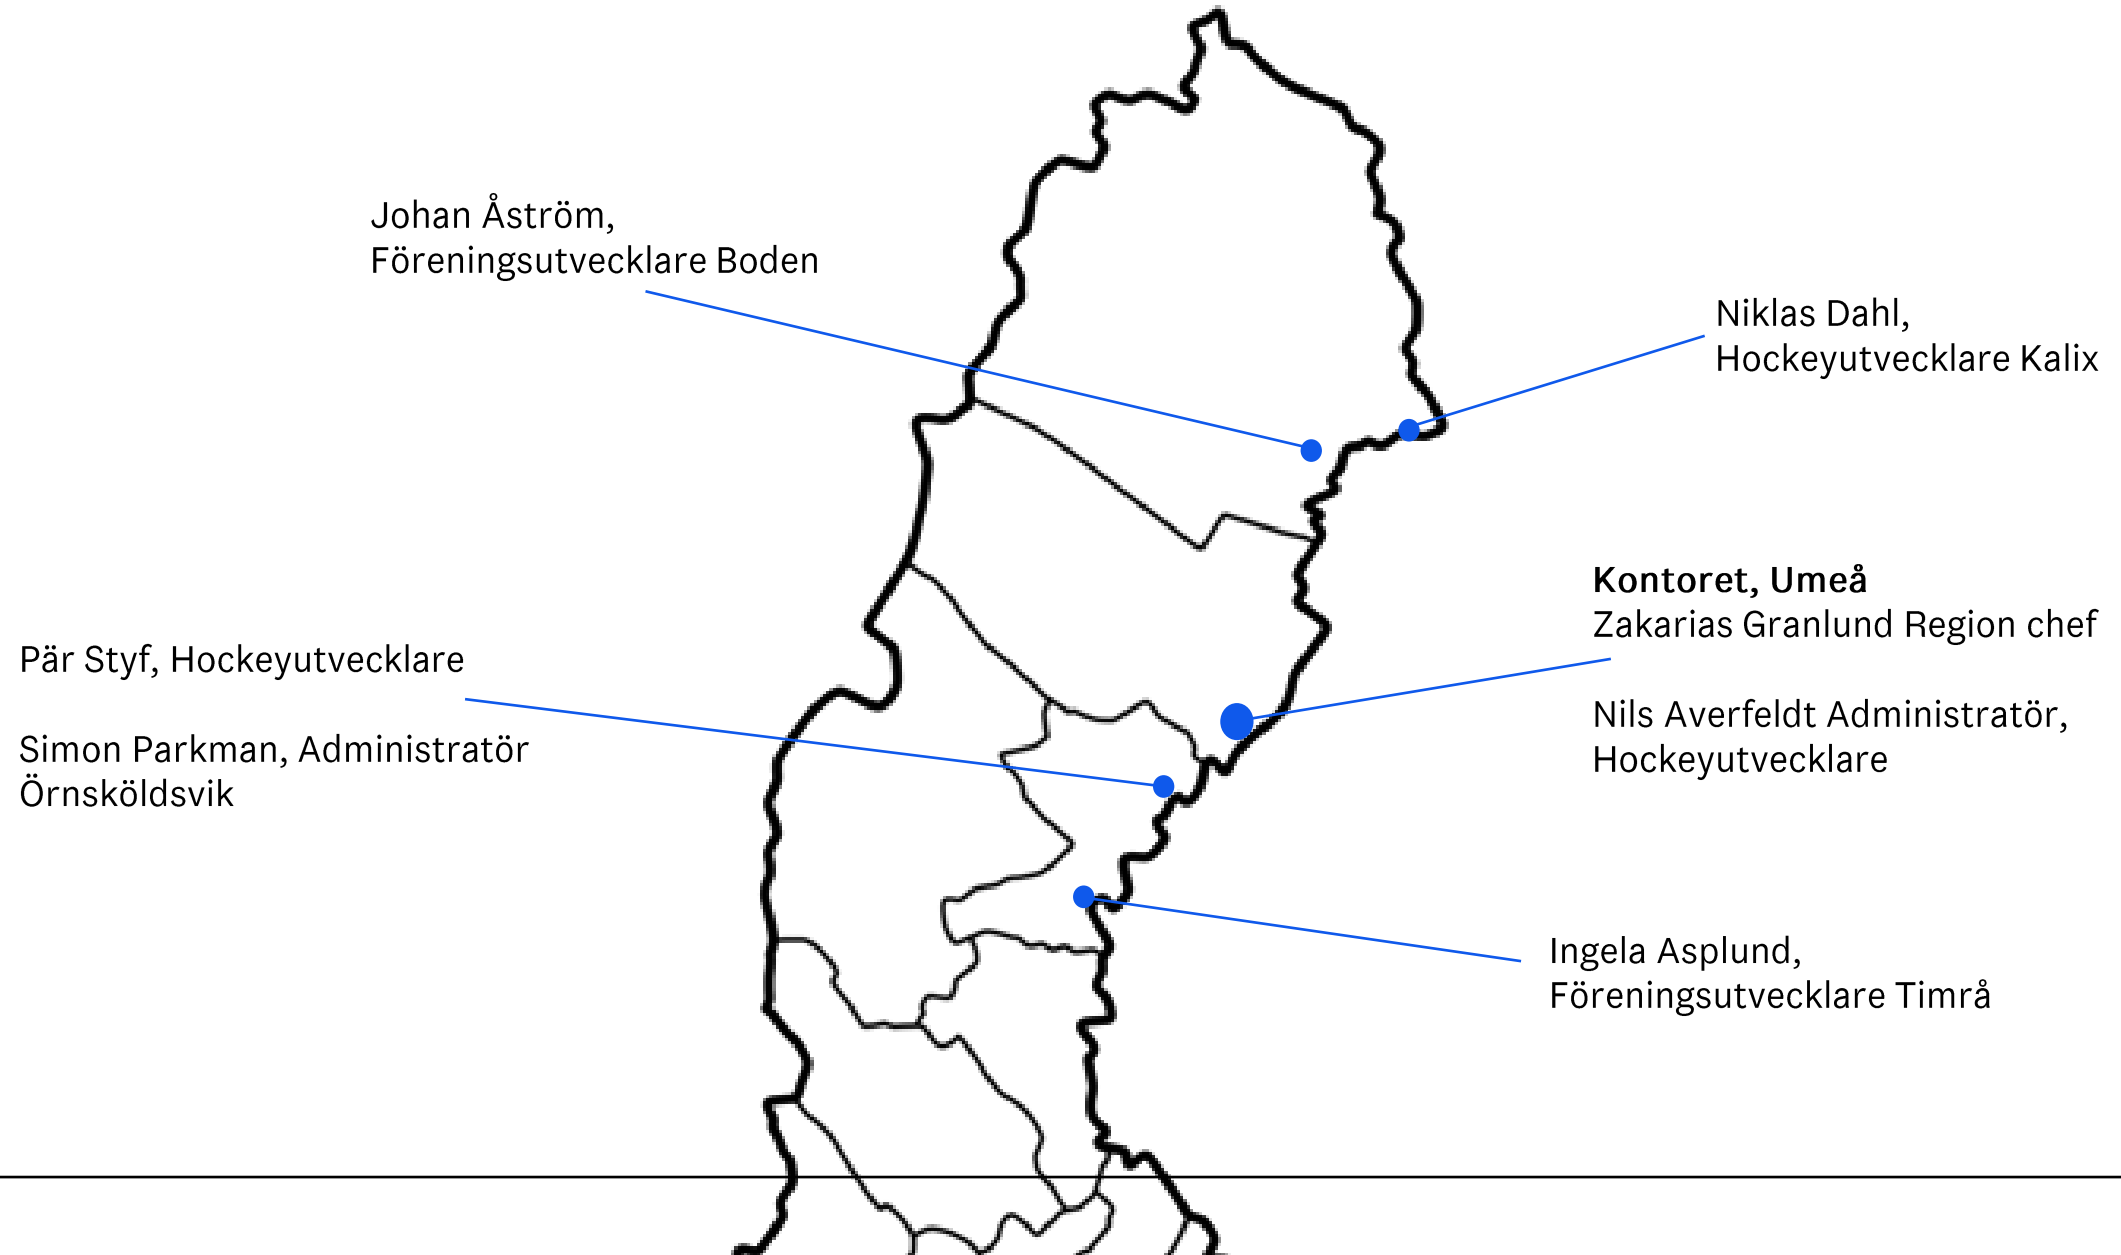 Johan Åström,
Föreningsutvecklare Boden
Niklas Dahl,
Hockeyutvecklare Kalix
Kontoret, Umeå
Zakarias Granlund Region chef
Nils Averfeldt Administratör,
Hockeyutvecklare
Pär Styf, Hockeyutvecklare
Simon Parkman, Administratör
Örnsköldsvik
Ingela Asplund,
Föreningsutvecklare Timrå